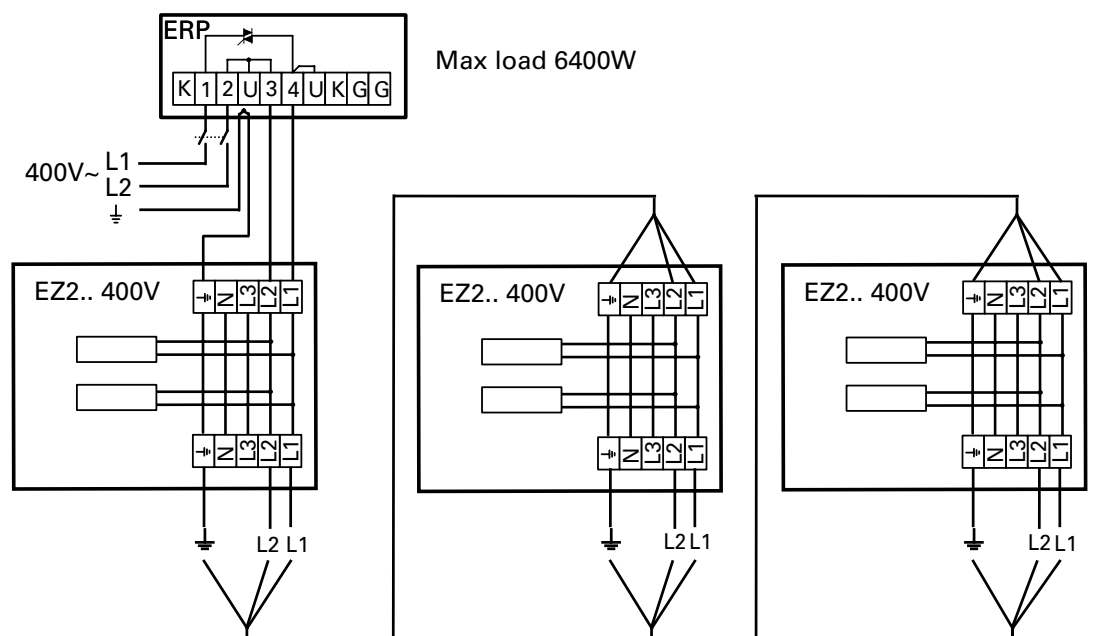 ERP
Max load 6400W
K 1 2 U 3 4 U K G G
400V~ L1
L2
EZ2.. 400V
N L3 L2 L1
N L3 L2 L1
L2 L1
EZ2.. 400V
N L3 L2 L1
N L3 L2 L1
L2 L1
EZ2.. 400V
N L3 L2 L1
N L3 L2 L1
L2 L1